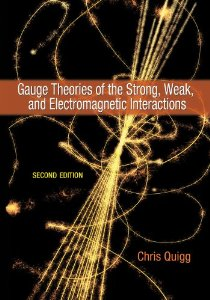 Gauge Theories of the Strong, Weak,
and Electromagnetic Interactions
SECOND EDITION
Chris Quigg